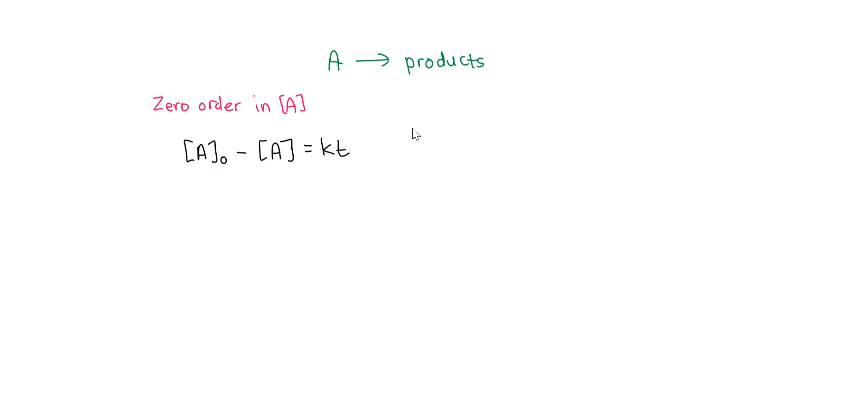 A → products
Zero order in [A]
[A]₀ - [A] = kt